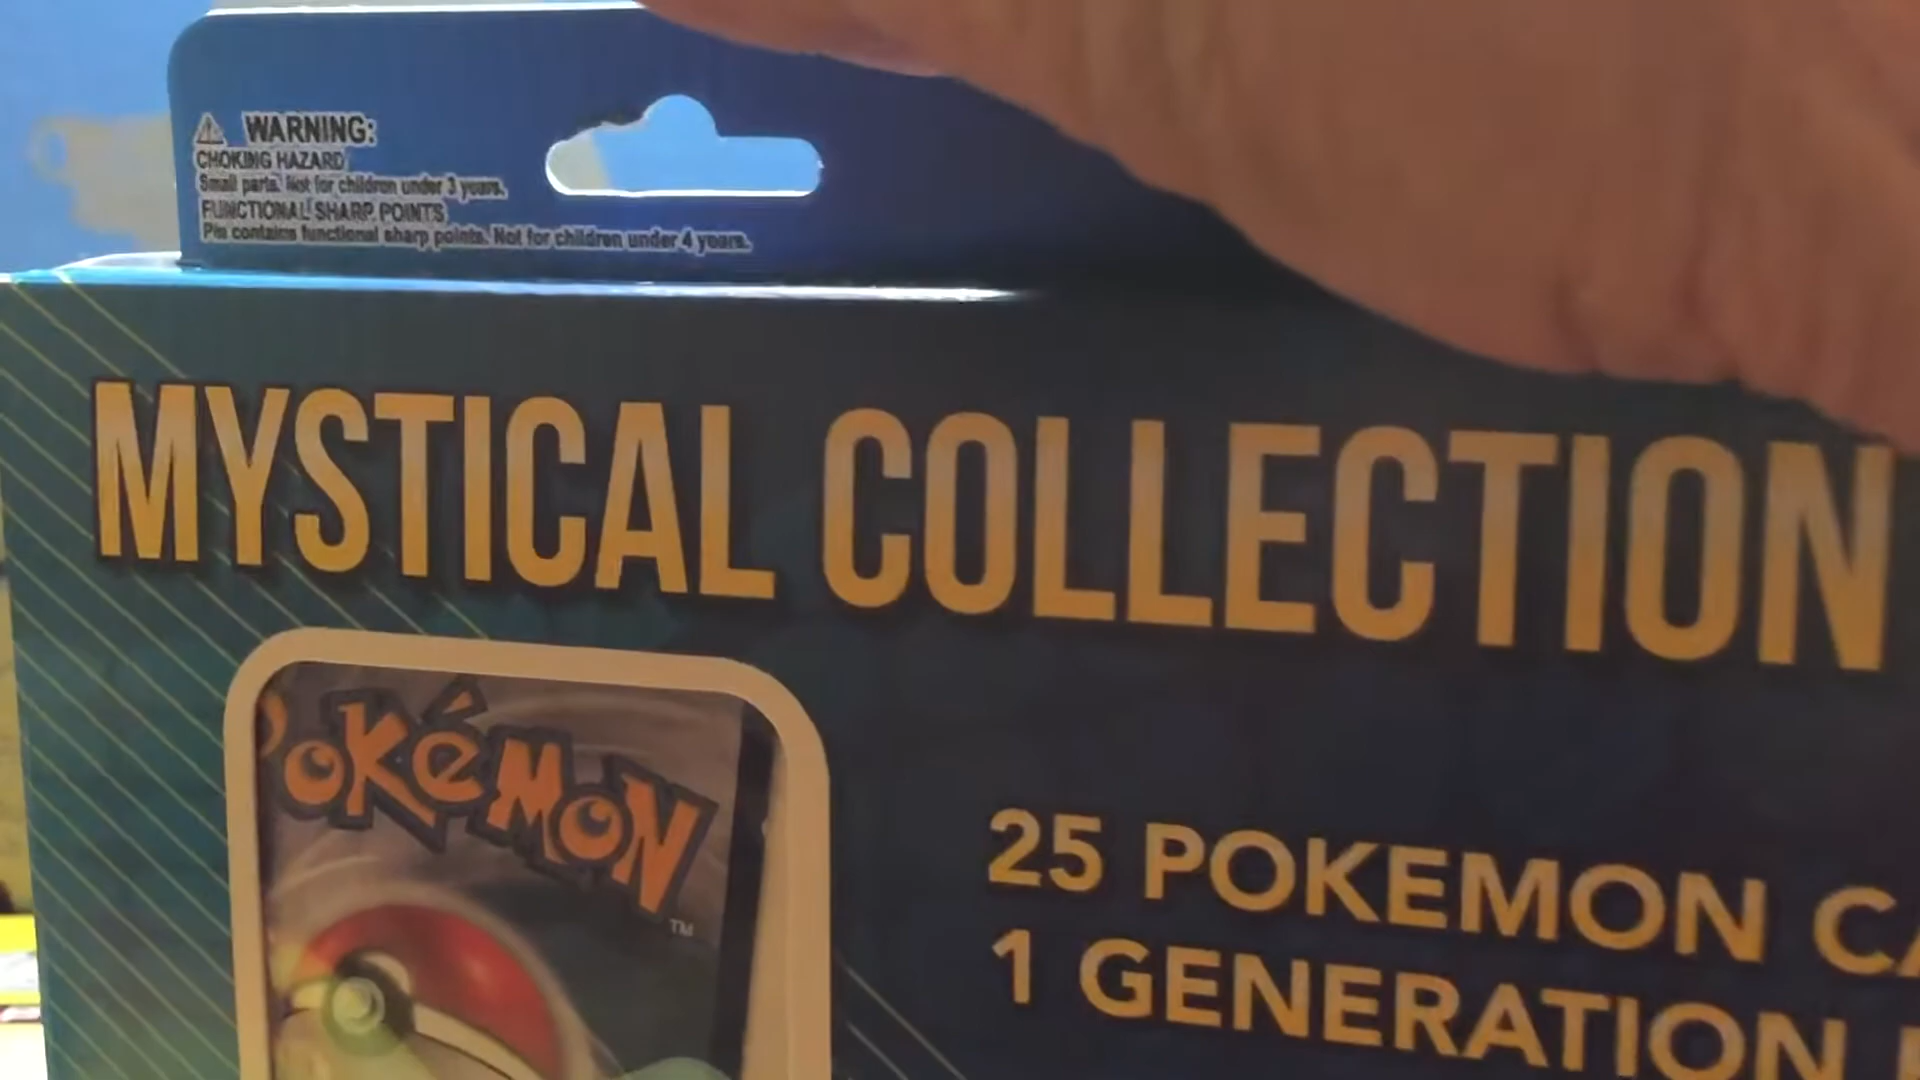 WARNING:
CHOKING HAZARD
Small parts. Not for children under 3 years.
FUNCTIONAL SHARP POINTS
Pin contains functional sharp points. Not for children under 4 years.
MYSTICAL COLLECTION
POKéMON
TM
25 POKEMON CA
1 GENERATION